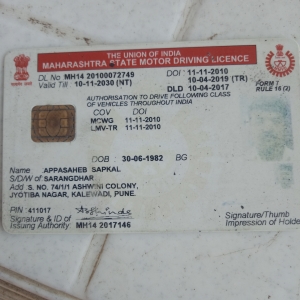 THE UNION OF INDIA
MAHARASHTRA STATE MOTOR DRIVING LICENCE
DL No MH14 20100072749 DOI : 11-11-2010
Valid Till : 10-11-2030 (NT) 10-04-2019 (TR)
DLD 10-04-2017
FORM 7
RULE 16 (2)
AUTHORISATION TO DRIVE FOLLOWING CLASS
OF VEHICLES THROUGHOUT INDIA
COV DOI
MCWG 11-11-2010
LMV-TR 11-11-2010
DOB : 30-06-1982 BG
Name APPASAHEB SAPKAL
S/D/W of SARANGDHAR
Add S. NO. 74/1/1 ASHWINI COLONY,
JYOTIBA NAGAR, KALEWADI, PUNE.
PIN : 411017
Signature & ID of
Issuing Authority MH14 2017146
Signature/Thumb
Impression of Holder